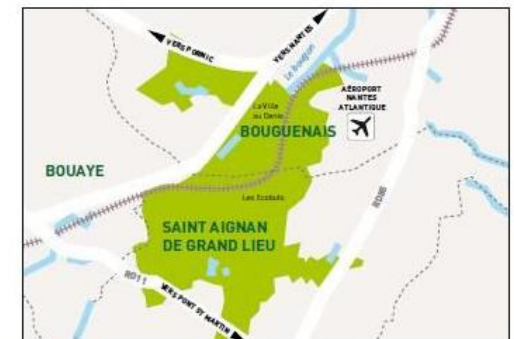 VERS PORNIC
VERS NANTES
Le Bougon
AÉROPORT
NANTES
ATLANTIQUE
La Ville
au Denis
BOUGUENAIS
BOUAYE
Les Ecobuts
SAINT AIGNAN
DE GRAND LIEU
RD85
RD11
VERS PONT ST MARTIN